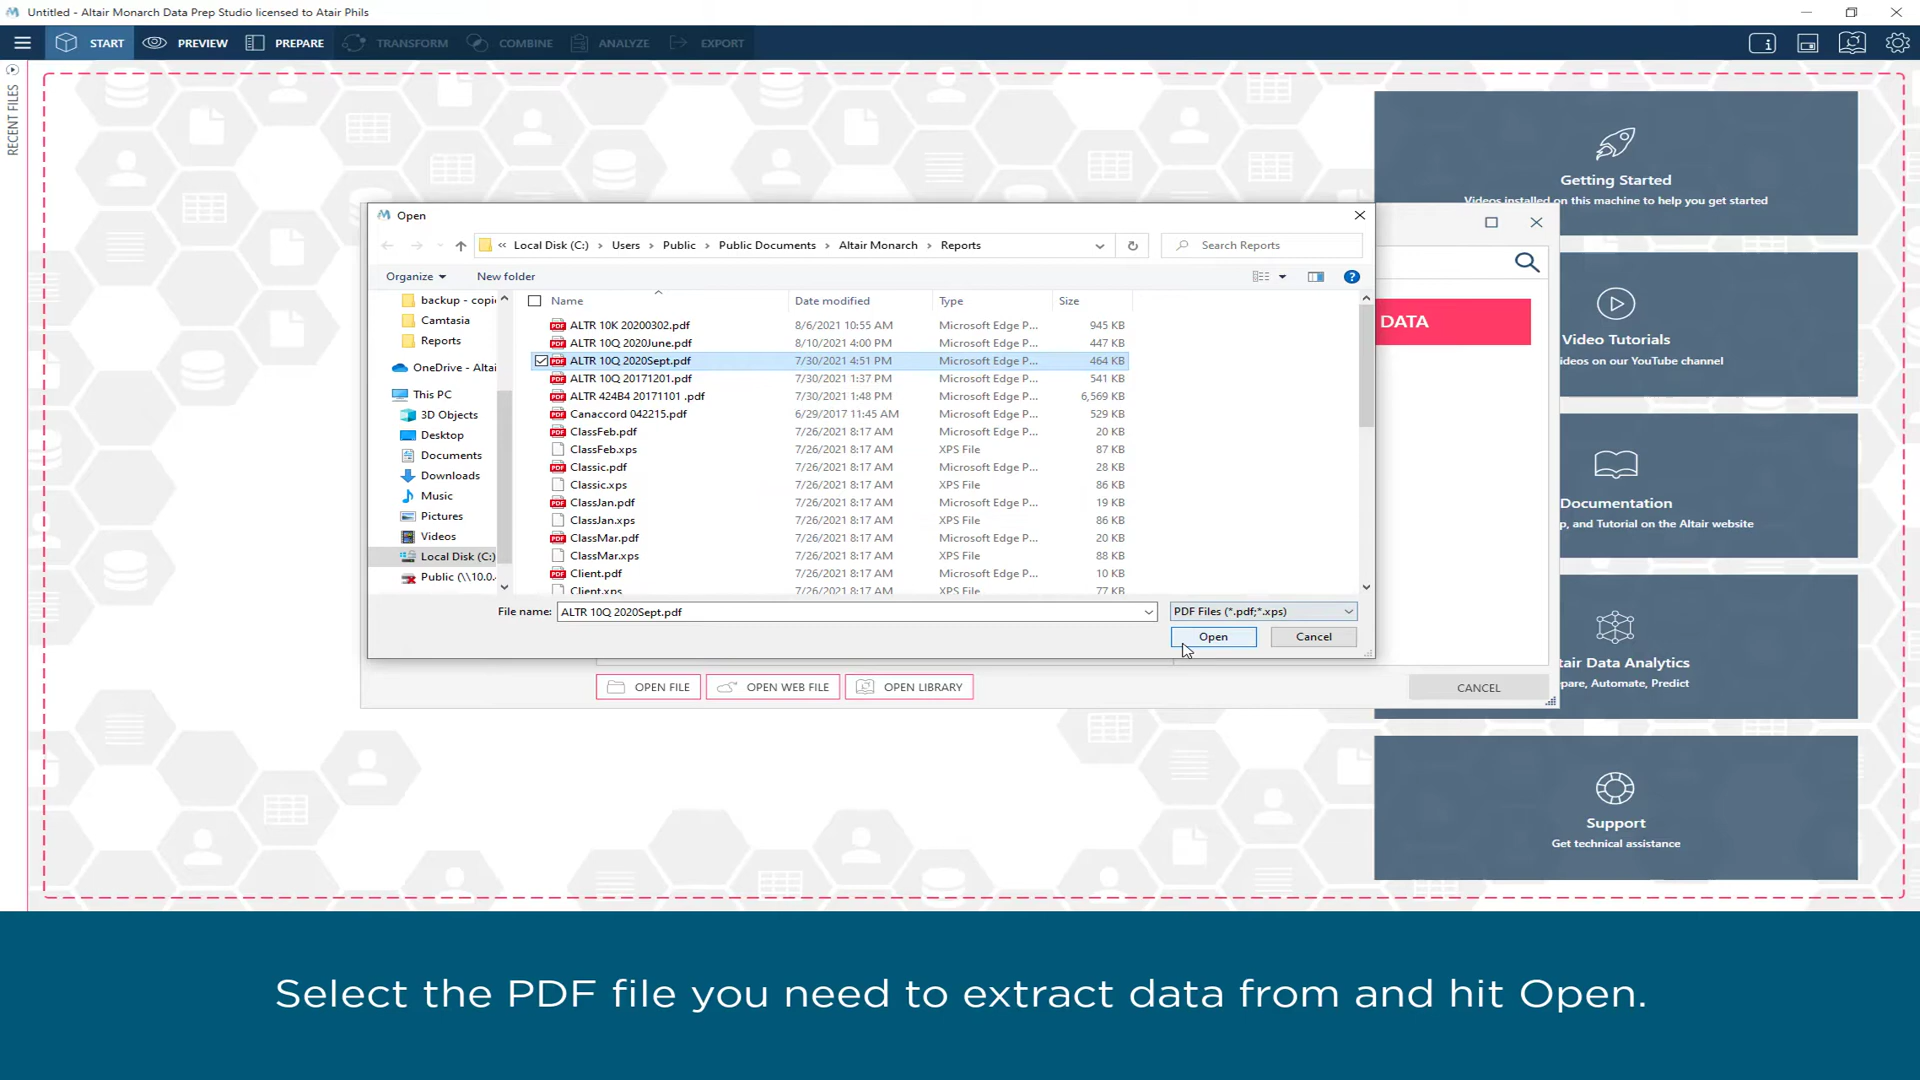 Untitled - Altair Monarch Data Prep Studio licensed to Atair Phils
START PREVIEW PREPARE TRANSFORM COMBINE ANALYZE EXPORT
RECENT FILES
Getting Started
Videos installed on this machine to help you get started
Open
« Local Disk (C:) > Users > Public > Public Documents > Altair Monarch > Reports
Search Reports
Organize New folder
Name Date modified Type Size
backup - copi
Camtasia
Reports
OneDrive - Altai
This PC
3D Objects
Desktop
Documents
Downloads
Music
Pictures
Videos
Local Disk (C:)
Public (\\10.0.
ALTR 10K 20200302.pdf 8/6/2021 10:55 AM Microsoft Edge P... 945 KB
ALTR 10Q 2020June.pdf 8/10/2021 4:00 PM Microsoft Edge P... 447 KB
ALTR 10Q 2020Sept.pdf 7/30/2021 4:51 PM Microsoft Edge P... 464 KB
ALTR 10Q 20171201.pdf 7/30/2021 1:37 PM Microsoft Edge P... 541 KB
ALTR 424B4 20171101 .pdf 7/30/2021 1:48 PM Microsoft Edge P... 6,569 KB
Canaccord 042215.pdf 6/29/2017 11:45 AM Microsoft Edge P... 529 KB
ClassFeb.pdf 7/26/2021 8:17 AM Microsoft Edge P... 20 KB
ClassFeb.xps 7/26/2021 8:17 AM XPS File 87 KB
Classic.pdf 7/26/2021 8:17 AM Microsoft Edge P... 28 KB
Classic.xps 7/26/2021 8:17 AM XPS File 86 KB
ClassJan.pdf 7/26/2021 8:17 AM Microsoft Edge P... 19 KB
ClassJan.xps 7/26/2021 8:17 AM XPS File 86 KB
ClassMar.pdf 7/26/2021 8:17 AM Microsoft Edge P... 20 KB
ClassMar.xps 7/26/2021 8:17 AM XPS File 88 KB
Client.pdf 7/26/2021 8:17 AM Microsoft Edge P... 10 KB
Client.xps 7/26/2021 8:17 AM XPS File 77 KB
File name: ALTR 10Q 2020Sept.pdf PDF Files (*.pdf;*.xps)
Open Cancel
DATA
Video Tutorials
ideos on our YouTube channel
Documentation
p, and Tutorial on the Altair website
tair Data Analytics
pare, Automate, Predict
OPEN FILE OPEN WEB FILE OPEN LIBRARY CANCEL
Support
Get technical assistance
Select the PDF file you need to extract data from and hit Open.